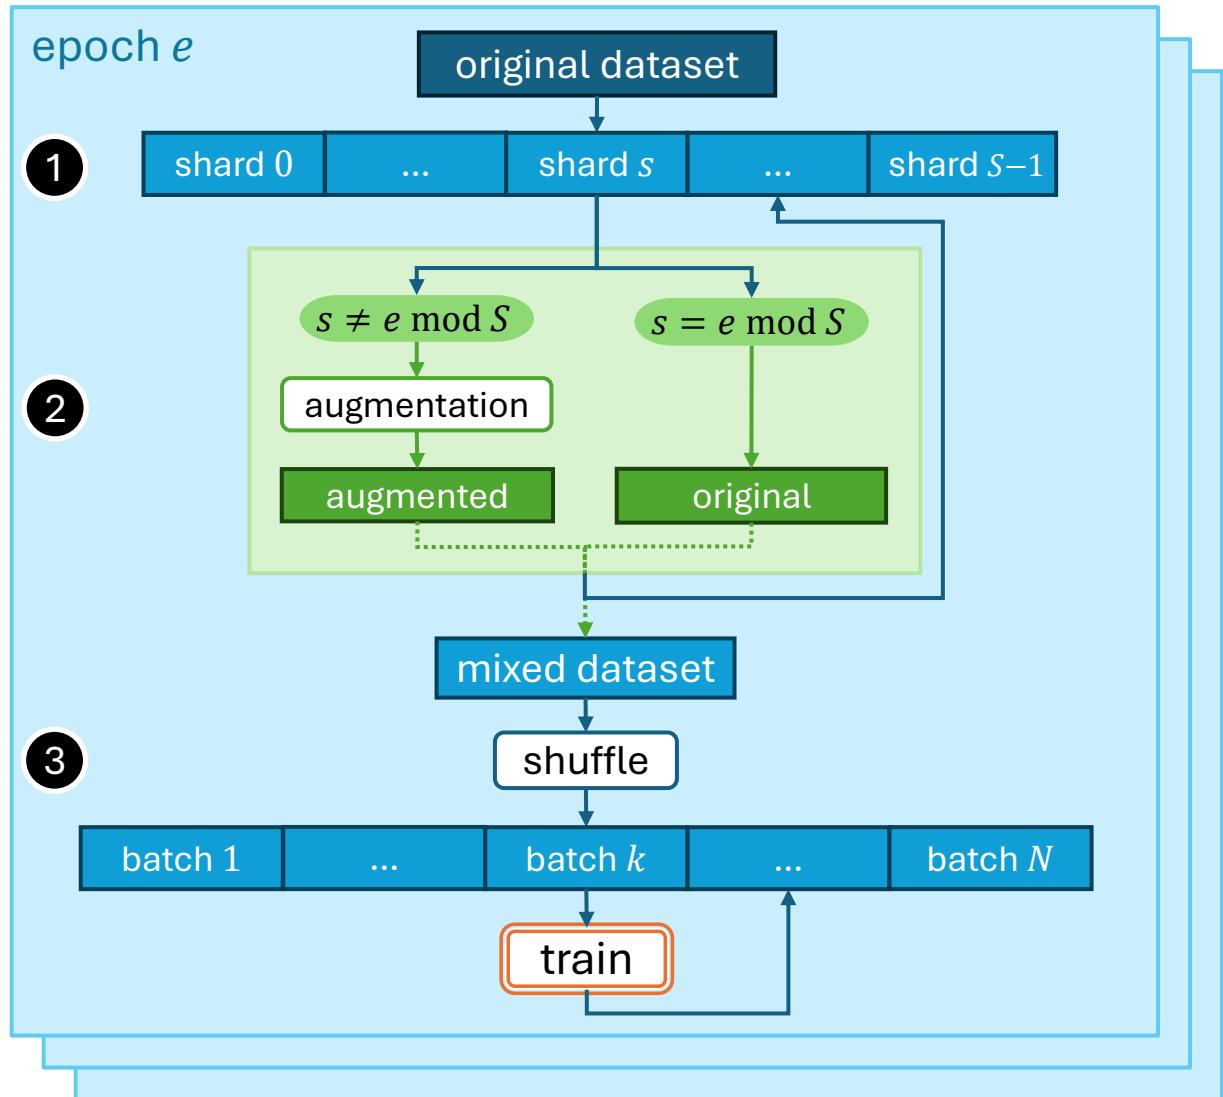 epoch e
original dataset
1
shard 0 ... shard s ... shard S−1
s ≠ e mod S
s = e mod S
2
augmentation
augmented
original
mixed dataset
3
shuffle
batch 1 ... batch k ... batch N
train